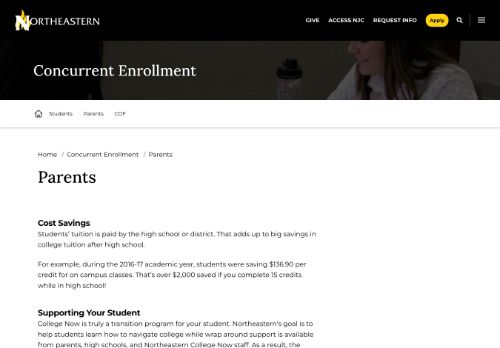 NORTHEASTERN
GIVE ACCESS NJC REQUEST INFO Apply
Concurrent Enrollment
Students Parents COF
Home / Concurrent Enrollment / Parents
Parents
Cost Savings
Students' tuition is paid by the high school or district. That adds up to big savings in
college tuition after high school.
For example, during the 2016-17 academic year, students were saving $136.90 per
credit for on campus classes. That's over $2,000 saved if you complete 15 credits
while in high school!
Supporting Your Student
College Now is truly a transition program for your student. Northeastern's goal is to
help students learn how to navigate college while wrap around support is available
from parents, high schools, and Northeastern College Now staff. As a result, the